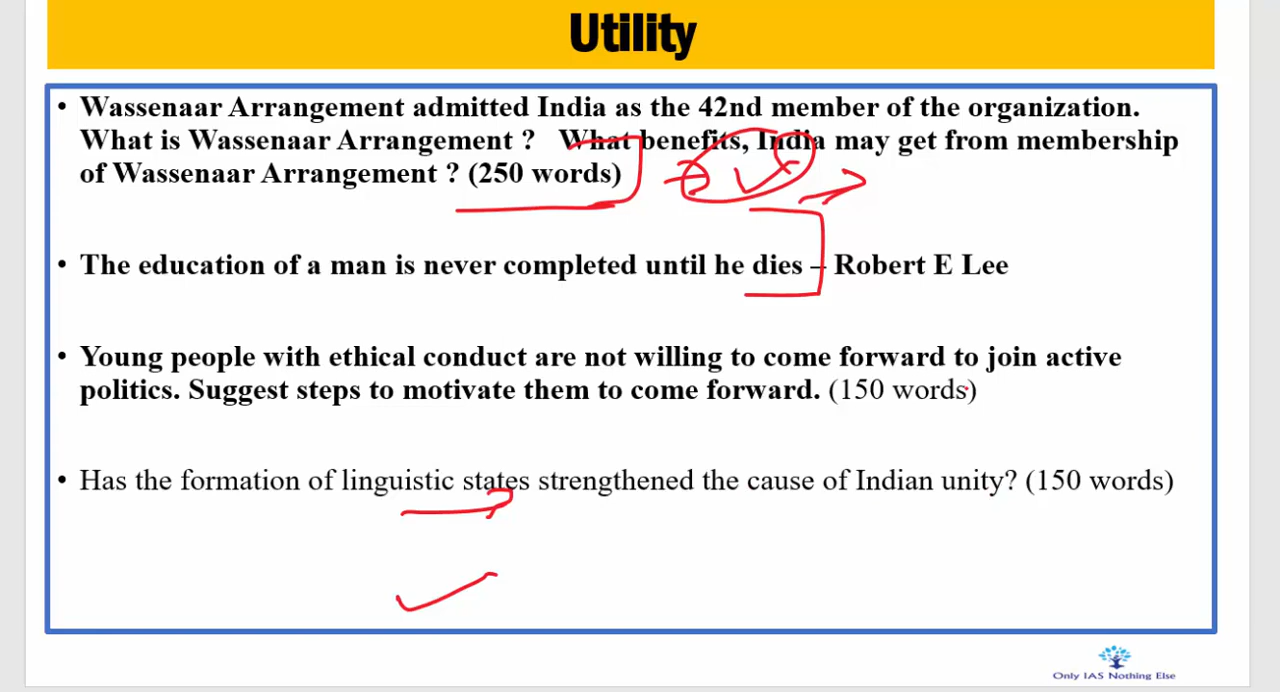 Utility
• Wassenaar Arrangement admitted India as the 42nd member of the organization.
What is Wassenaar Arrangement ? What benefits, India may get from membership
of Wassenaar Arrangement ? (250 words)
• The education of a man is never completed until he dies – Robert E Lee
• Young people with ethical conduct are not willing to come forward to join active
politics. Suggest steps to motivate them to come forward. (150 words)
• Has the formation of linguistic states strengthened the cause of Indian unity? (150 words)
Only IAS Nothing Else